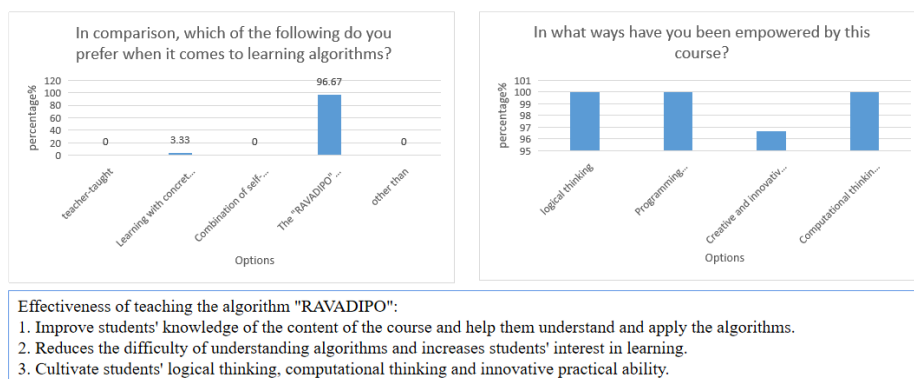 In comparison, which of the following do you
prefer when it comes to learning algorithms?
percentage%
120
100
80
60
40
20
0
0
3.33
0
96.67
0
teacher-taught
Learning with concret...
Combination of self-...
The "RAVADIPO" ...
other than
Options
In what ways have you been empowered by this
course?
percentage%
101
100
99
98
97
96
95
logical thinking
Programming...
Creative and innovativ...
Computational thinkin...
Options
Effectiveness of teaching the algorithm "RAVADIPO":
1. Improve students' knowledge of the content of the course and help them understand and apply the algorithms.
2. Reduces the difficulty of understanding algorithms and increases students' interest in learning.
3. Cultivate students' logical thinking, computational thinking and innovative practical ability.